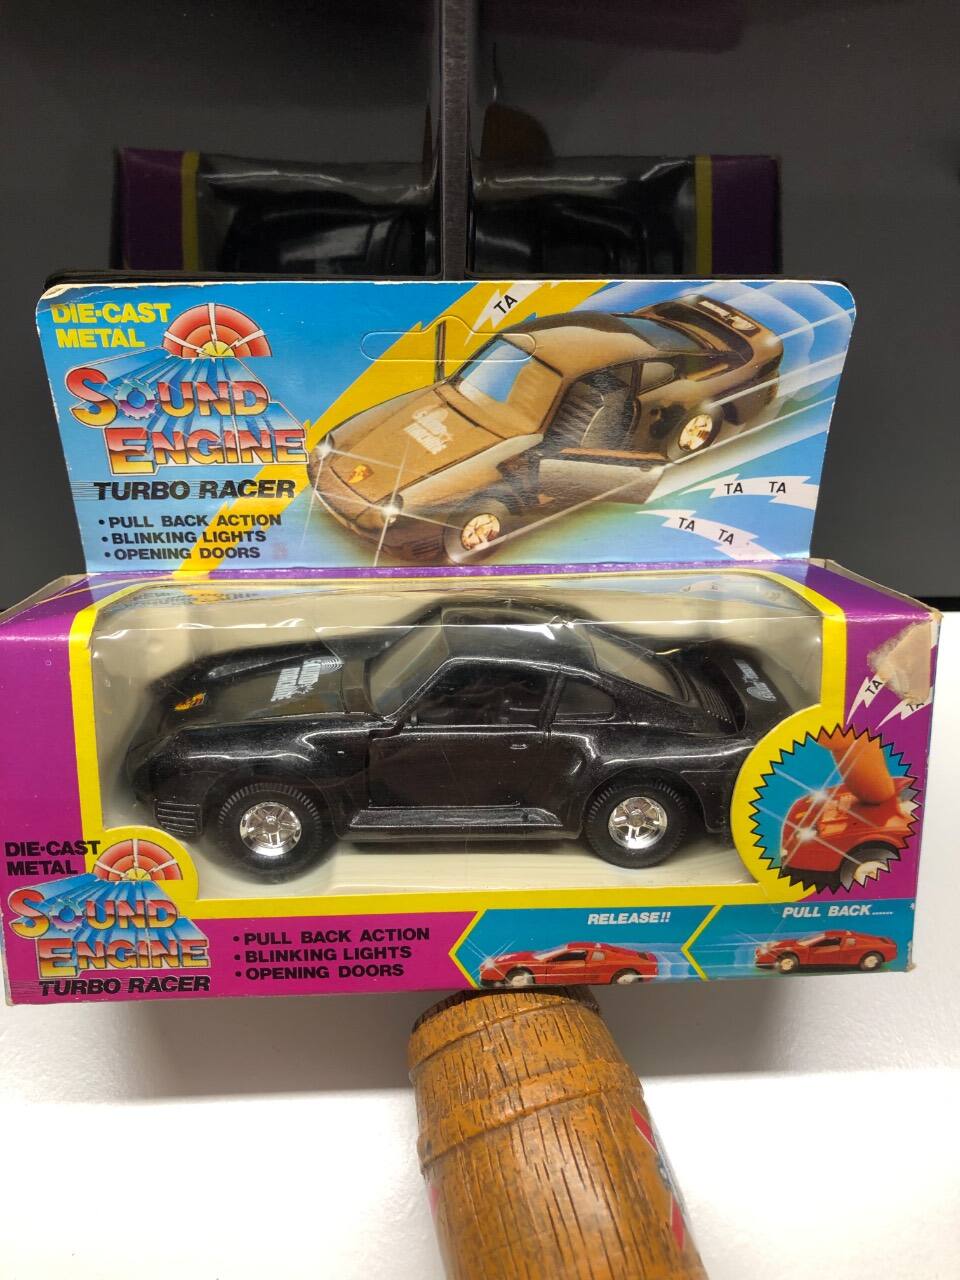 DIE-CAST
METAL
SOUND
ENGINE
TURBO RACER
• PULL BACK ACTION
• BLINKING LIGHTS
• OPENING DOORS
TA
TA TA
TA TA
TA
DIE-CAST
METAL
SOUND
ENGINE
TURBO RACER
• PULL BACK ACTION
• BLINKING LIGHTS
• OPENING DOORS
RELEASE!!
PULL BACK......